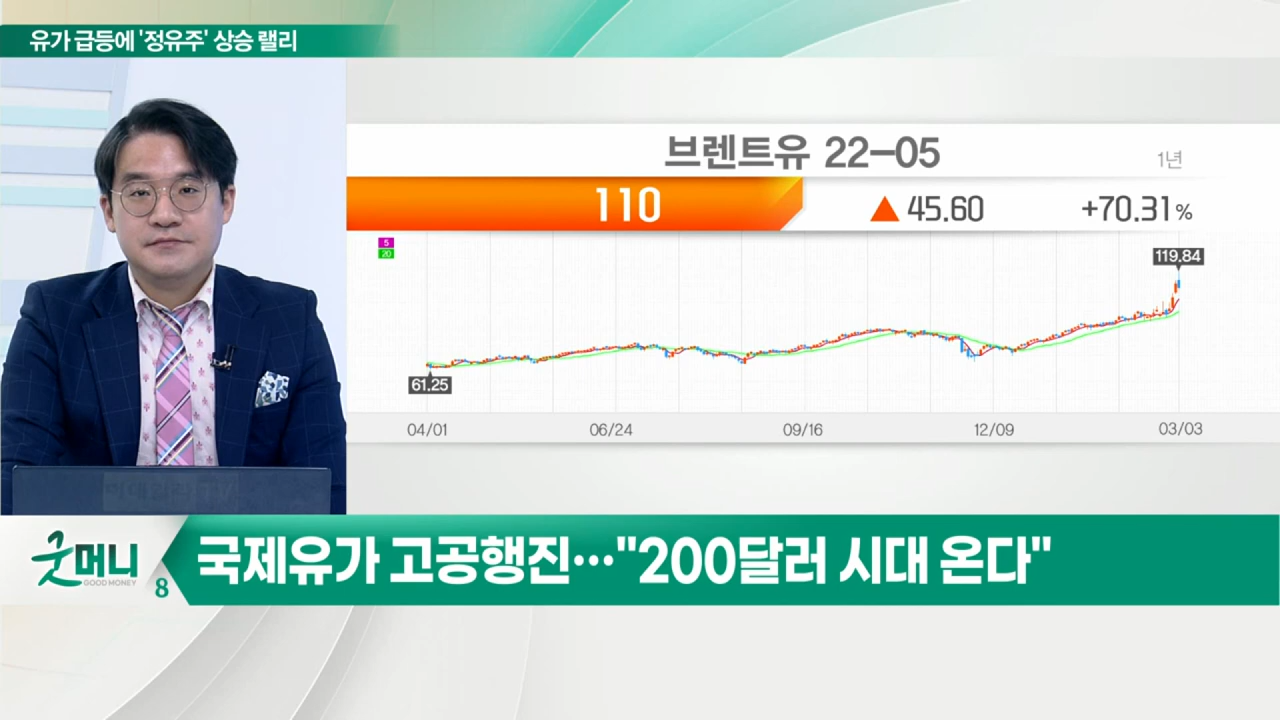 유가 급등에 '정유주' 상승 랠리
브렌트유 22-05
1년
110
▲ 45.60
+70.31%
5
20
119.84
61.25
04/01
06/24
09/16
12/09
03/03
굿머니
GOOD MONEY
8
국제유가 고공행진…"200달러 시대 온다"